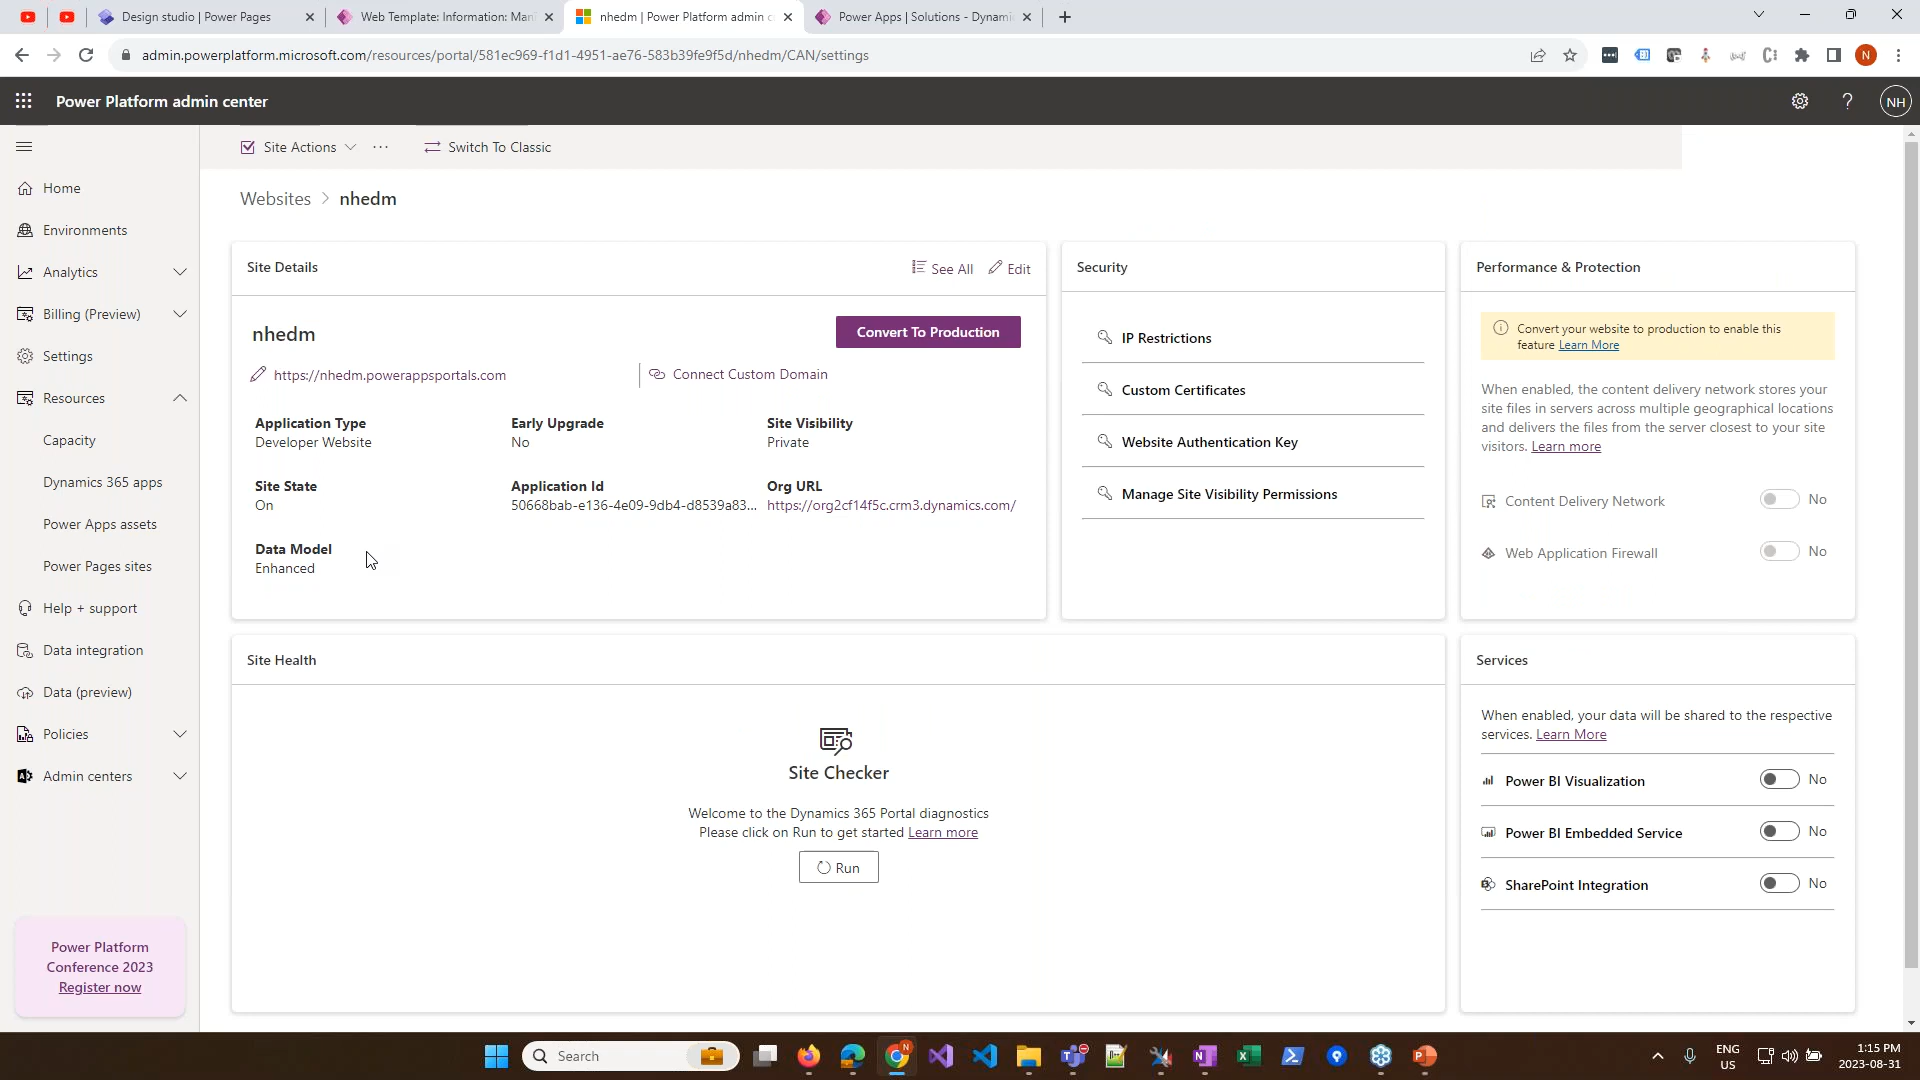 Design studio | Power Pages
Web Template: Information: Man
nhedm | Power Platform admin c
Power Apps | Solutions - Dynami
admin.powerplatform.microsoft.com/resources/portal/581ec969-f1d1-4951-ae76-583b39fe9f5d/nhedm/CAN/settings
N
Power Platform admin center
NH
Site Actions
Switch To Classic
Home
Environments
Analytics
Billing (Preview)
Settings
Resources
Capacity
Dynamics 365 apps
Power Apps assets
Power Pages sites
Help + support
Data integration
Data (preview)
Policies
Admin centers
Power Platform
Conference 2023
Register now
Websites > nhedm
Site Details
See All
Edit
nhedm
Convert To Production
https://nhedm.powerappsportals.com
Connect Custom Domain
Application Type
Developer Website
Early Upgrade
No
Site Visibility
Private
Site State
On
Application Id
50668bab-e136-4e09-9db4-d8539a83...
Org URL
https://org2cf14f5c.crm3.dynamics.com/
Data Model
Enhanced
Security
IP Restrictions
Custom Certificates
Website Authentication Key
Manage Site Visibility Permissions
Performance & Protection
Convert your website to production to enable this
feature Learn More
When enabled, the content delivery network stores your
site files in servers across multiple geographical locations
and delivers the files from the server closest to your site
visitors. Learn more
Content Delivery Network
No
Web Application Firewall
No
Site Health
Site Checker
Welcome to the Dynamics 365 Portal diagnostics
Please click on Run to get started Learn more
Run
Services
When enabled, your data will be shared to the respective
services. Learn More
Power BI Visualization
No
Power BI Embedded Service
No
SharePoint Integration
No
Search
ENG
US
1:15 PM
2023-08-31